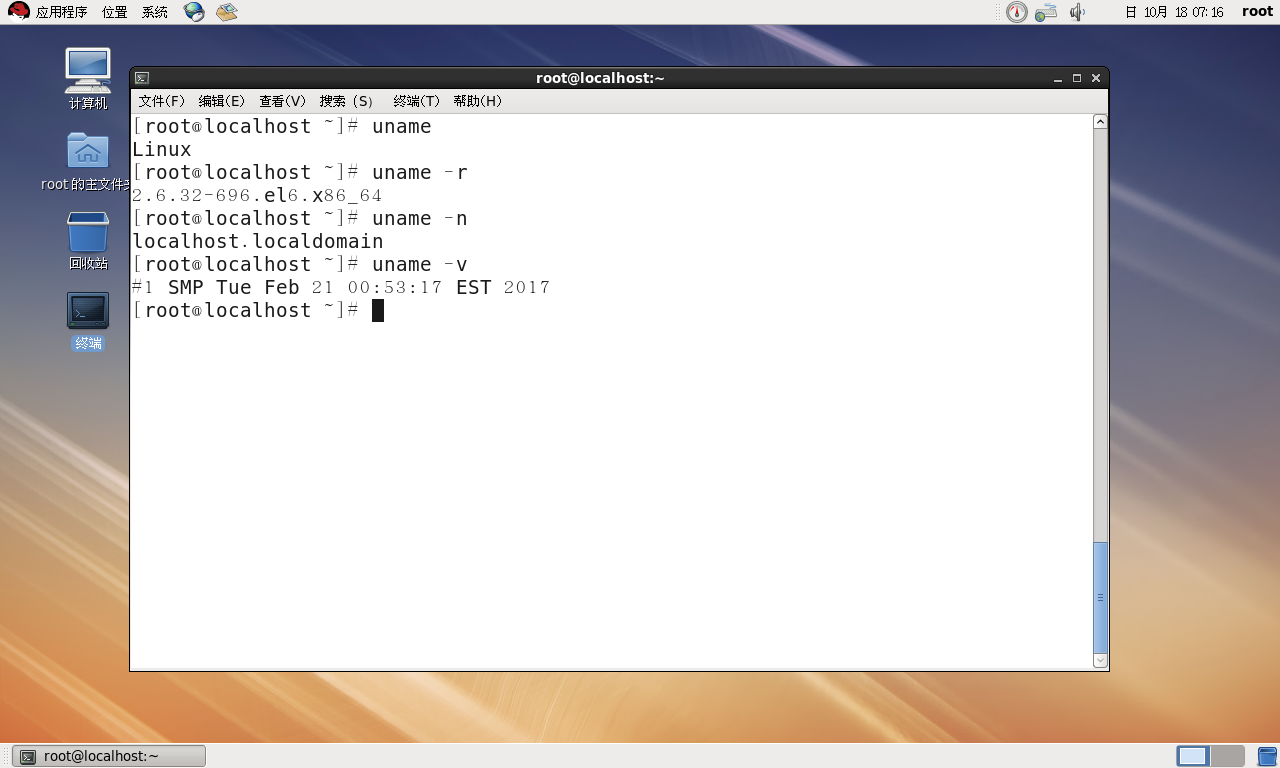 应用程序 位置 系统
日 10月 18 07:16 root
计算机
root 的主文件夹
回收站
终端
root@localhost:~
文件(F) 编辑(E) 查看(V) 搜索 (S) 终端(T) 帮助(H)
[root@localhost ~]# uname
Linux
[root@localhost ~]# uname -r
2.6.32-696.el6.x86_64
[root@localhost ~]# uname -n
localhost.localdomain
[root@localhost ~]# uname -v
#1 SMP Tue Feb 21 00:53:17 EST 2017
[root@localhost ~]#
root@localhost:~